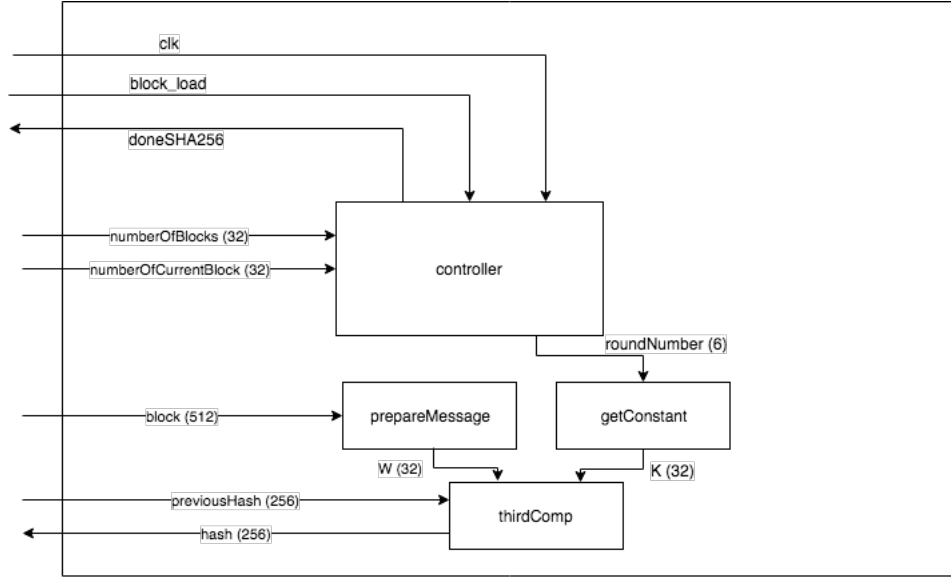 clk
block_load
doneSHA256
numberOfBlocks (32)
numberOfCurrentBlock (32)
controller
roundNumber (6)
block (512)
prepareMessage
getConstant
W (32)
K (32)
previousHash (256)
thirdComp
hash (256)